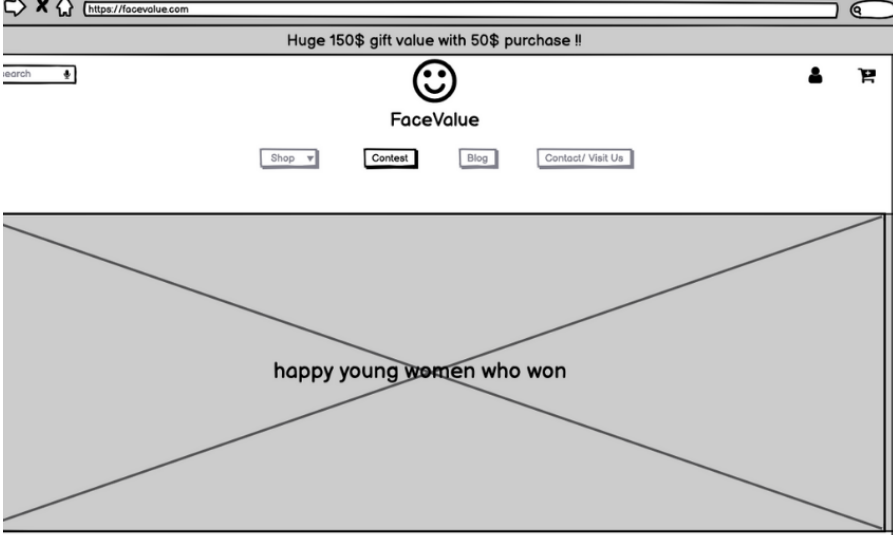 https://facevalue.com
Huge 150$ gift value with 50$ purchase !!
search
FaceValue
Shop
Contest
Blog
Contact/ Visit Us
happy young women who won